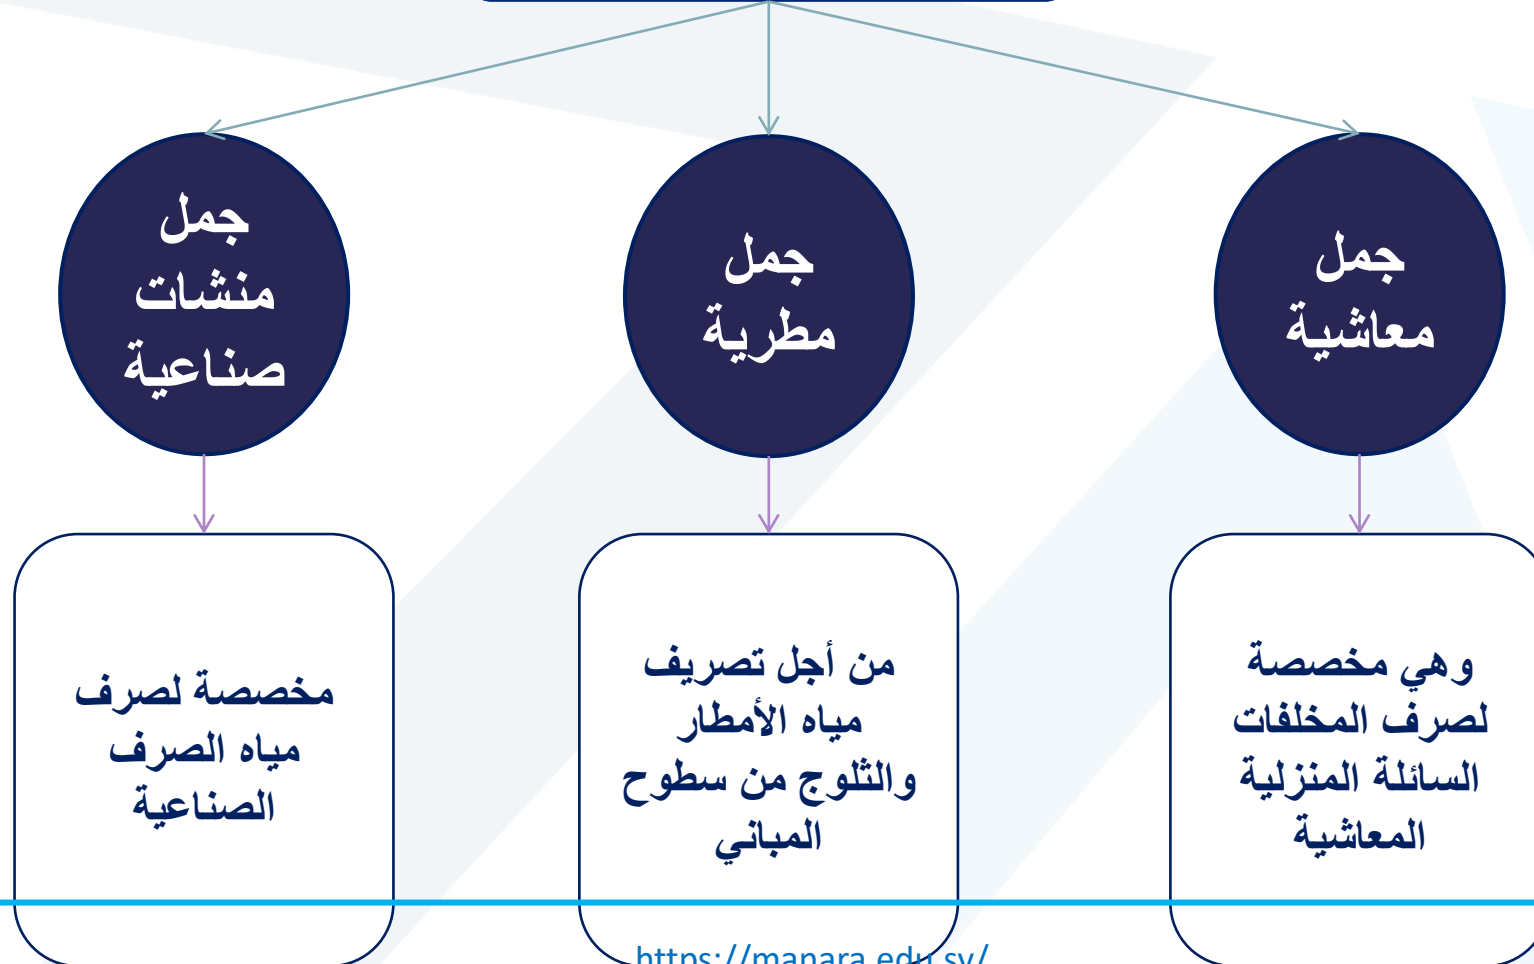 جمل
معاشية
جمل
مطرية
جمل
منشات
صناعية
وهي مخصصة
لصرف المخلفات
السائلة المنزلية
المعاشية
من أجل تصريف
مياه الأمطار
والثلوج من سطوح
المباني
مخصصة لصرف
مياه الصرف
الصناعية
https://manara.edu.sy/